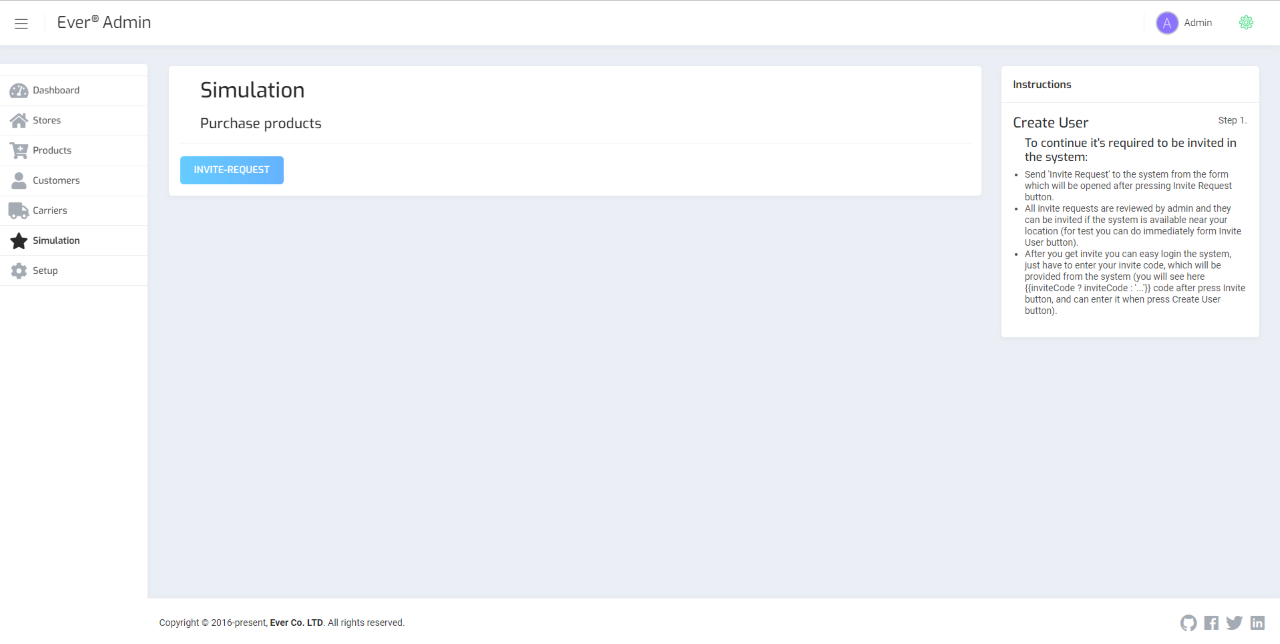 Ever® Admin
A Admin
Dashboard
Stores
Products
Customers
Carriers
Simulation
Setup
Simulation
Purchase products
INVITE-REQUEST
Instructions
Create User
Step 1.
To continue it's required to be invited in
the system:
• Send 'Invite Request' to the system from the form
which will be opened after pressing Invite Request
button.
• All invite requests are reviewed by admin and they
can be invited if the system is available near your
location (for test you can do immediately form Invite
User button).
• After you get invite you can easy login the system,
just have to enter your invite code, which will be
provided from the system (you will see here
{{inviteCode ? inviteCode : '...'}} code after press Invite
button, and can enter it when press Create User
button).
Copyright © 2016-present, Ever Co. LTD. All rights reserved.